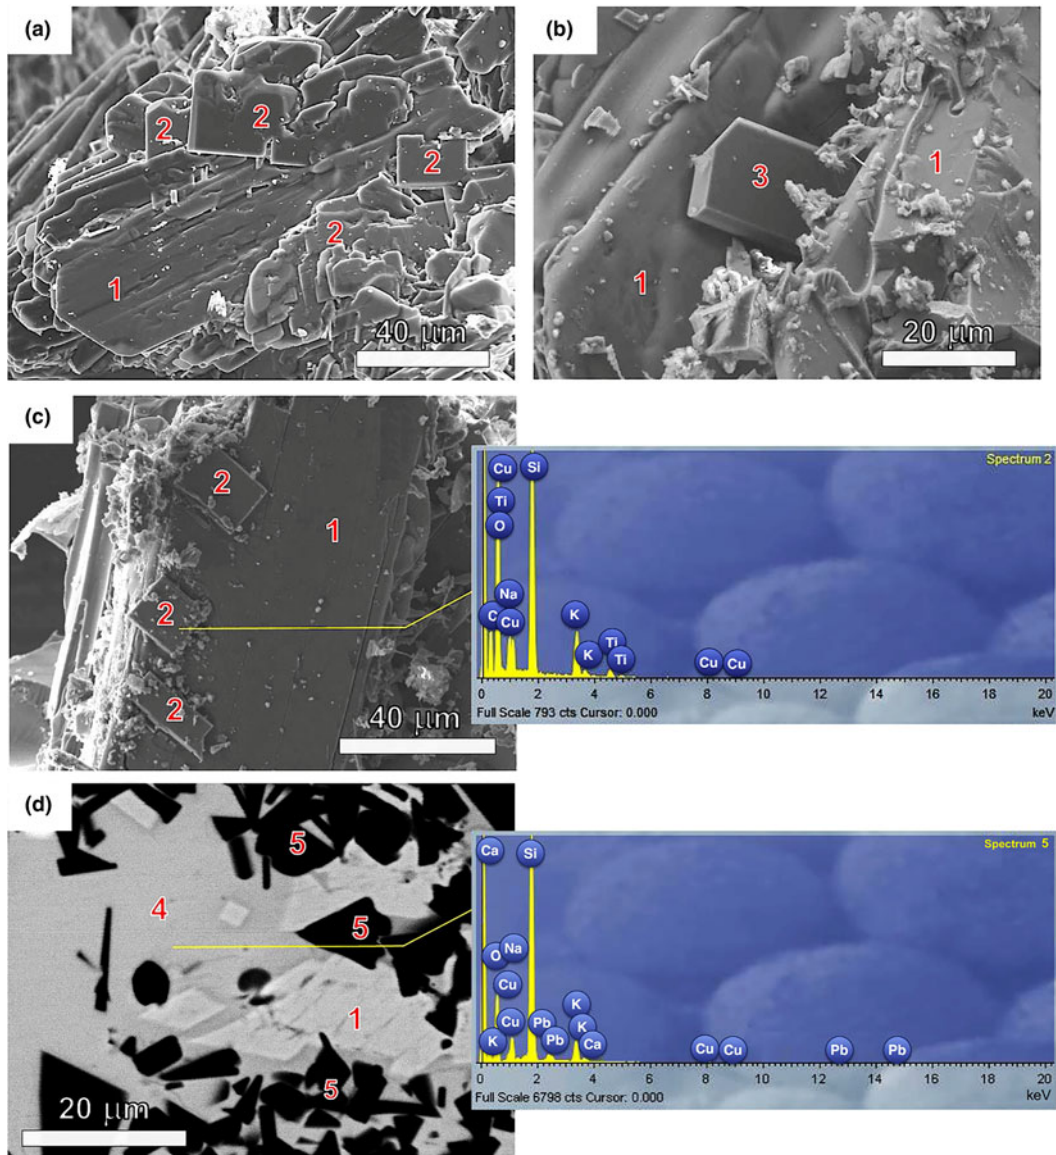 (a)
2
2
2
2
1
40 μm
(b)
3
1
1
20 μm
(c)
2
1
2
2
40 μm
Spectrum 2
Cu Si
Ti
O
Na
C Cu
K
K
Ti
Ti
Cu Cu
0 2 4 6 8 10 12 14 16 18 20
Full Scale 793 cts Cursor: 0.000 keV
(d)
5
4
5
1
5
20 μm
Spectrum 5
Ca Si
O Na
Cu
K Cu
Pb
Pb
K
K
Ca
Cu Cu
Pb Pb
0 2 4 6 8 10 12 14 16 18 20
Full Scale 6798 cts Cursor: 0.000 keV